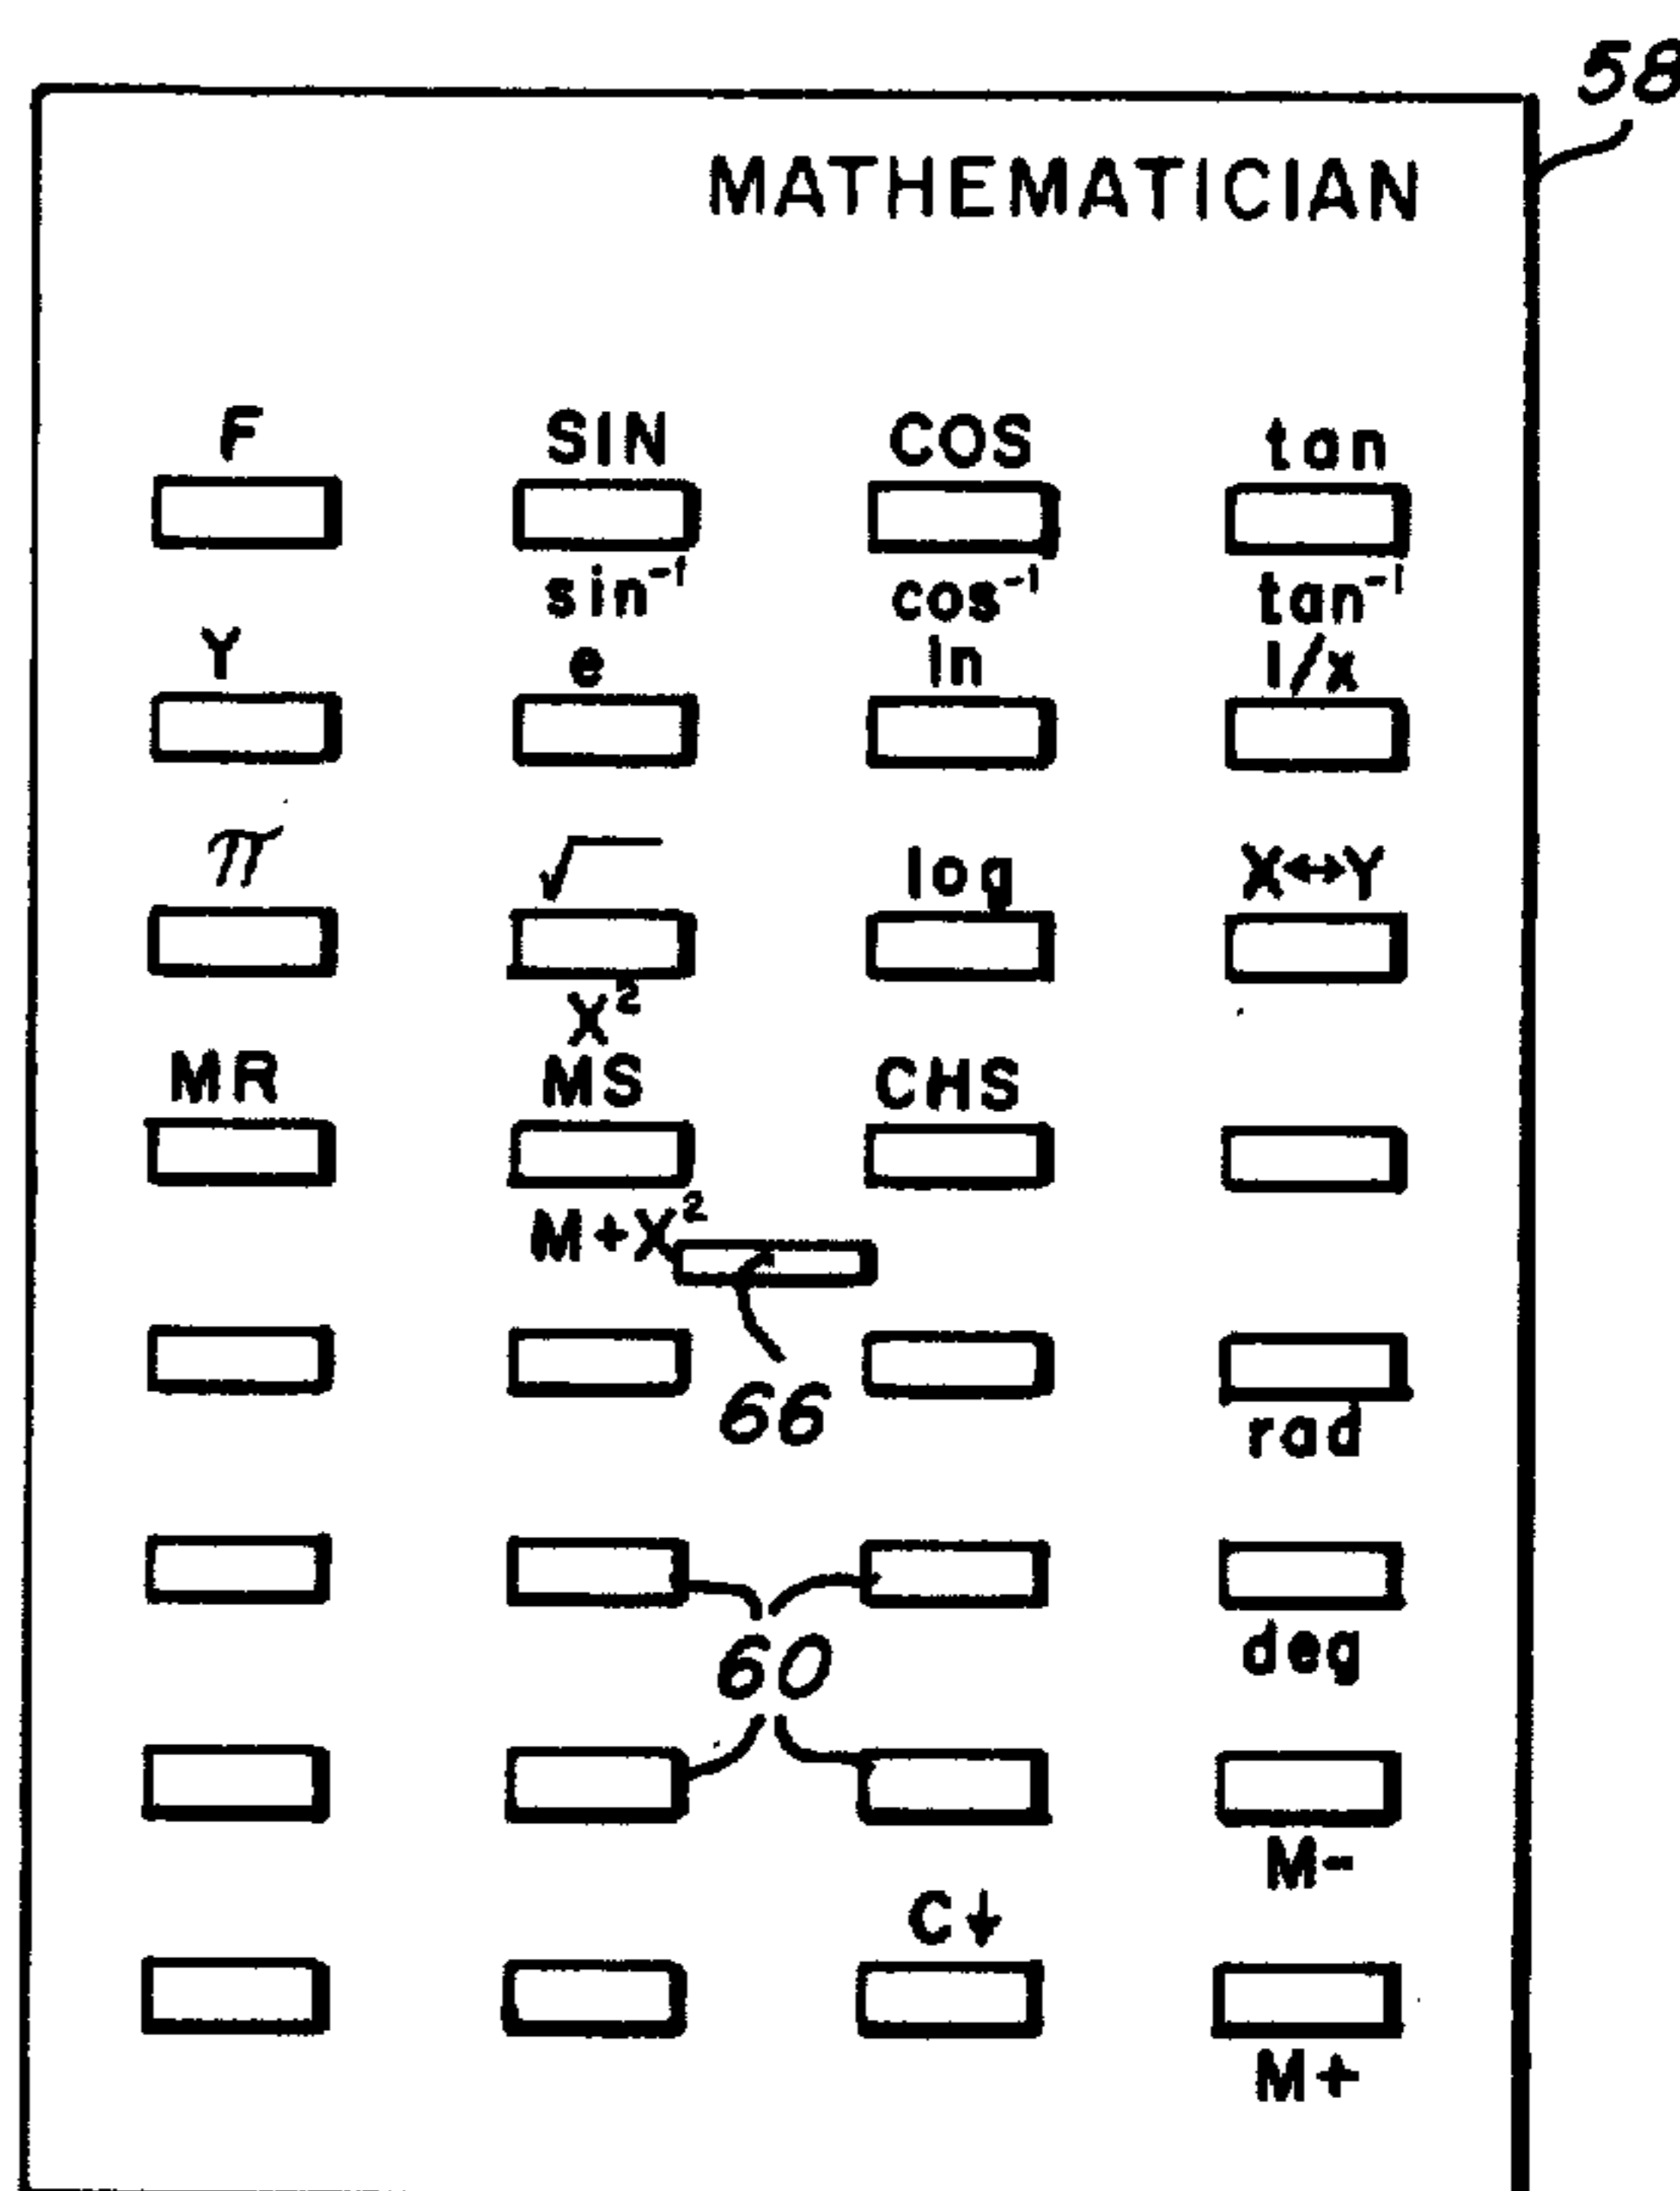 58
MATHEMATICIAN
F SIN COS tan
sin⁻¹ cos⁻¹ tan⁻¹
Y e ln 1/x
π √ log X↔Y
X²
MR MS CHS
M+X²
66
rad
60
deg
M-
C↓
M+